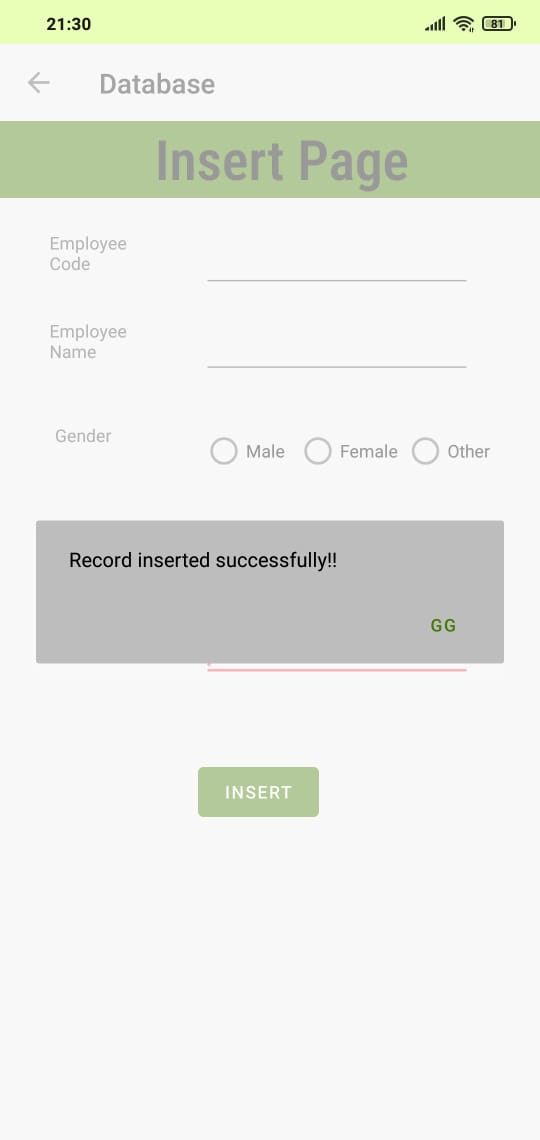 21:30
81
Database
Insert Page
Employee
Code
Employee
Name
Gender
Male Female Other
Record inserted successfully!!
GG
INSERT